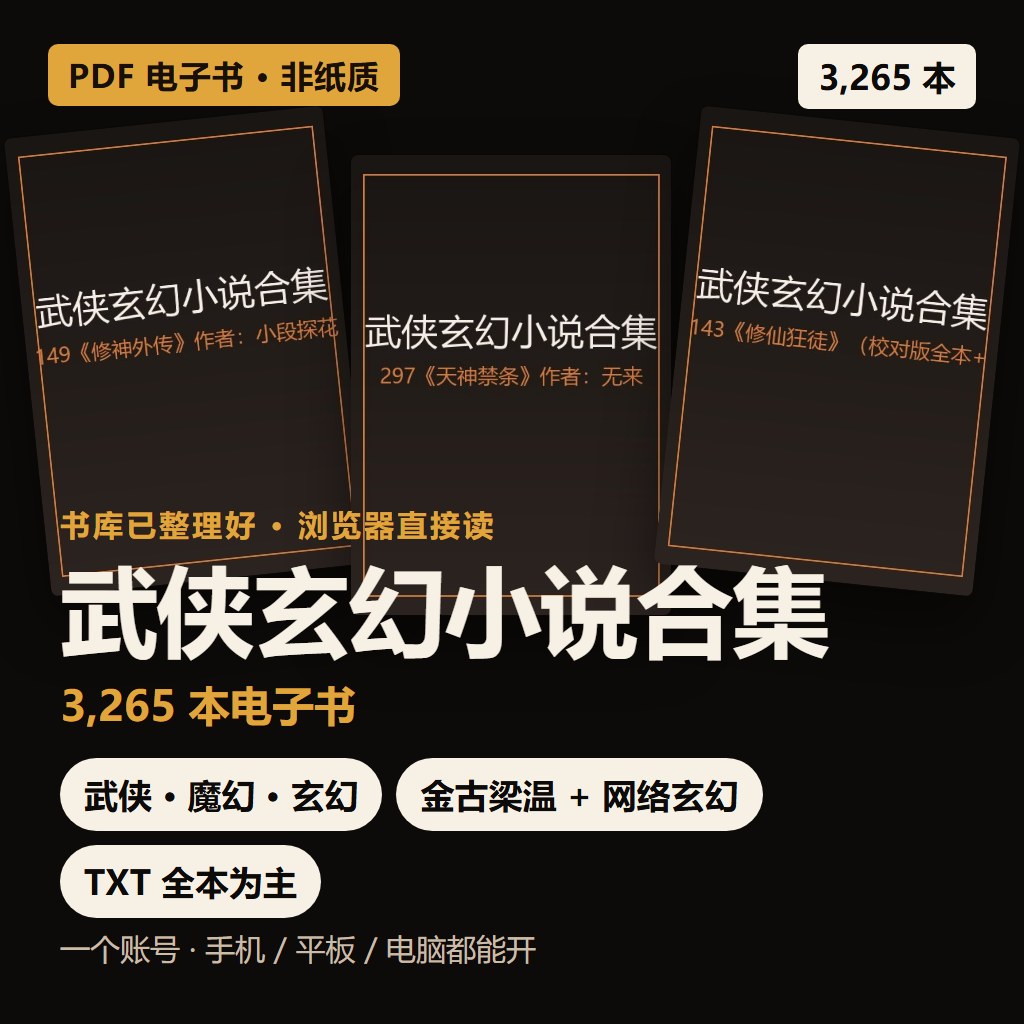 PDF 电子书 · 非纸质
3,265 本
武侠玄幻小说合集
149《修神外传》作者：小段探花
武侠玄幻小说合集
297《天神禁条》作者：无来
武侠玄幻小说合集
143《修仙狂徒》（校对版全本+
书库已整理好 · 浏览器直接读
武侠玄幻小说合集
3,265 本电子书
武侠 · 魔幻 · 玄幻
金古梁温 + 网络玄幻
TXT 全本为主
一个账号 · 手机 / 平板 / 电脑都能开